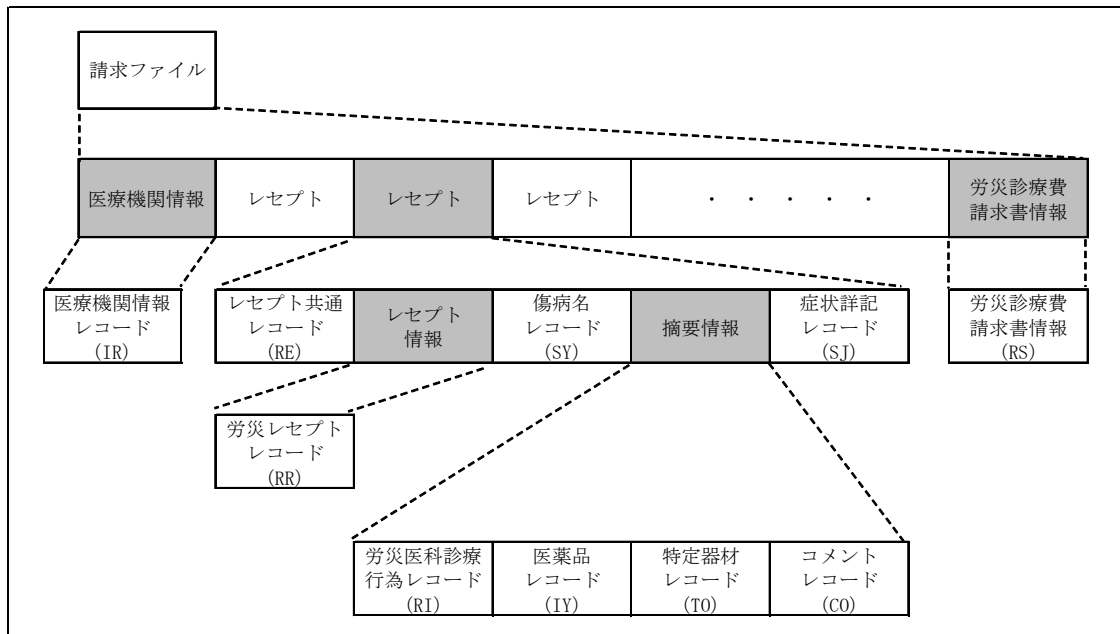 請求ファイル
医療機関情報
レセプト
レセプト
レセプト
・ ・ ・ ・ ・
労災診療費
請求書情報
医療機関情報
レコード
(IR)
レセプト共通
レコード
(RE)
レセプト
情報
傷病名
レコード
(SY)
摘要情報
症状詳記
レコード
(SJ)
労災診療費
請求書情報
(RS)
労災レセプト
レコード
(RR)
労災医科診療
行為レコード
(RI)
医薬品
レコード
(IY)
特定器材
レコード
(TO)
コメント
レコード
(CO)